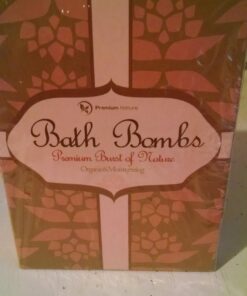 Premium Nature
Bath Bombs
Premium Burst of Nature
Organic&Moisturizing